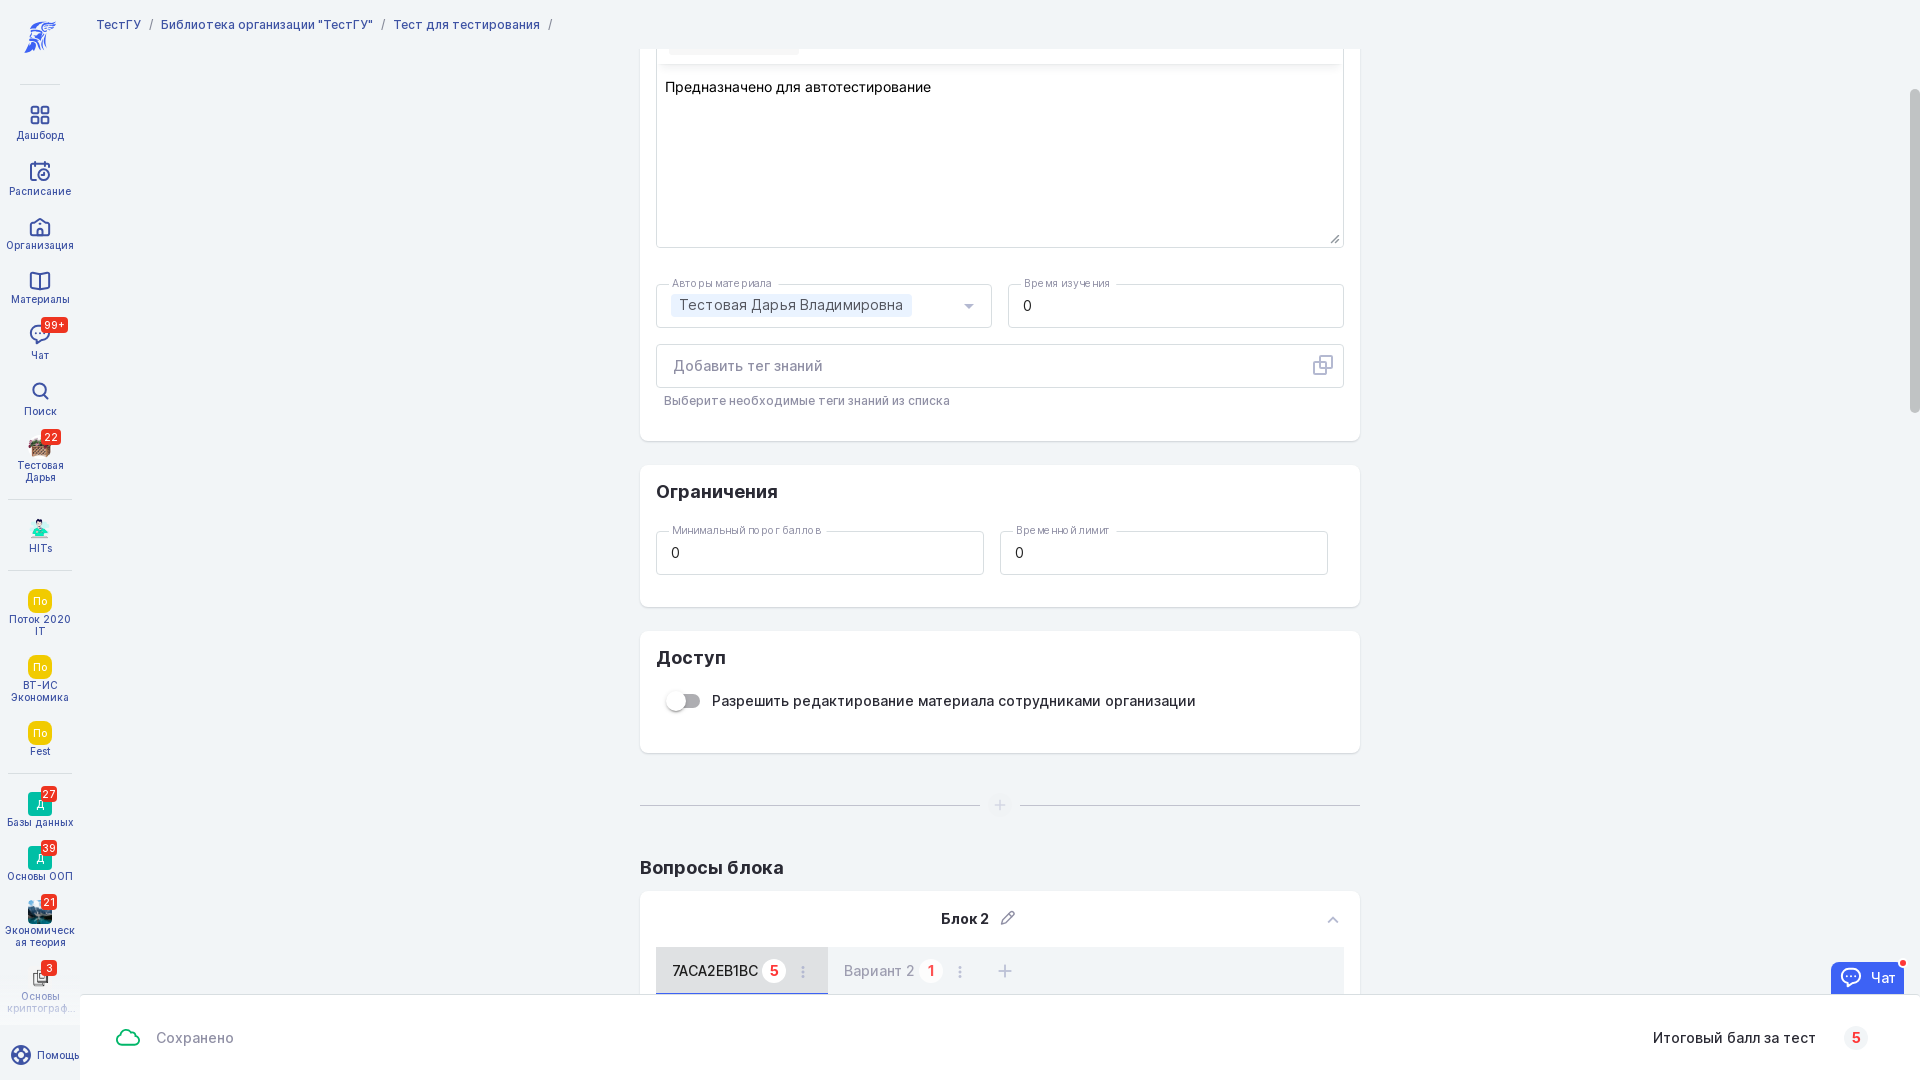 ТестГУ / Библиотека организации "ТестГУ" / Тест для тестирования /
Дашборд
Расписание
Организация
Материалы
99+
Чат
Поиск
22
Тестовая
Дарья
HITs
По
Поток 2020
IT
По
ВТ-ИС
Экономика
По
Fest
27
Д
Базы данных
39
Д
Основы ООП
21
Экономическ
ая теория
3
Основы
криптограф...
Помощь
Предназначено для автотестирование
Авторы материала
Тестовая Дарья Владимировна
Время изучения
0
Добавить тег знаний
Выберите необходимые теги знаний из списка
Ограничения
Минимальный порог баллов
0
Временной лимит
0
Доступ
Разрешить редактирование материала сотрудниками организации
Вопросы блока
Блок 2
7ACA2EB1BC 5
Вариант 2 1
Чат
Сохранено
Итоговый балл за тест 5